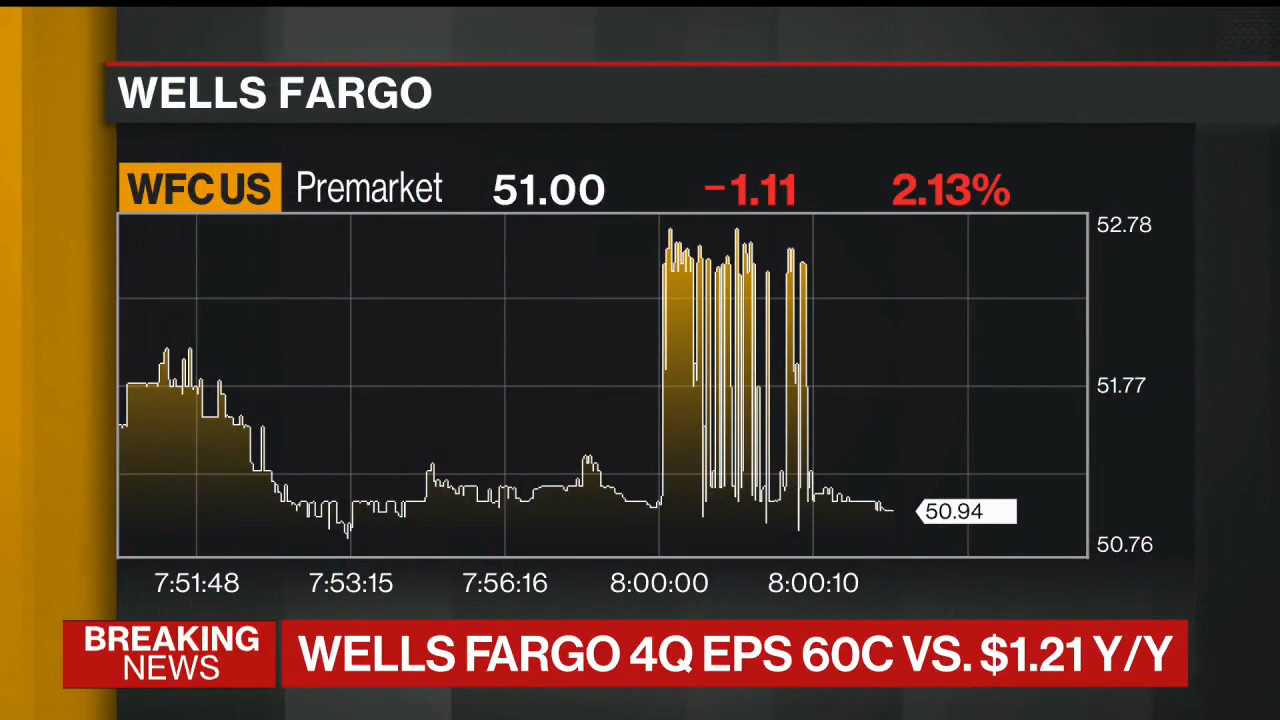 WELLS FARGO
WFC US Premarket 51.00 −1.11 2.13%
52.78
51.77
50.94
50.76
7:51:48 7:53:15 7:56:16 8:00:00 8:00:10
BREAKING NEWS
WELLS FARGO 4Q EPS 60C VS. $1.21 Y/Y